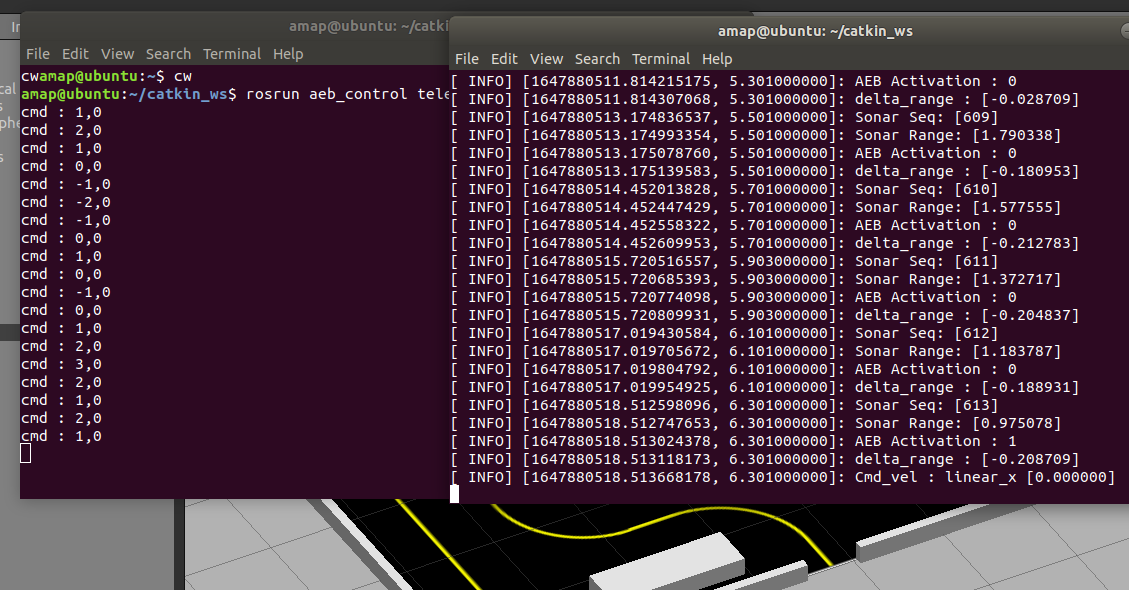 In
cal
s
phe
s
amap@ubuntu: ~/catk
File Edit View Search Terminal Help
cwamap@ubuntu:~$ cw
amap@ubuntu:~/catkin_ws$ rosrun aeb_control tele
cmd : 1,0
cmd : 2,0
cmd : 1,0
cmd : 0,0
cmd : -1,0
cmd : -2,0
cmd : -1,0
cmd : 0,0
cmd : 1,0
cmd : 0,0
cmd : -1,0
cmd : 0,0
cmd : 1,0
cmd : 2,0
cmd : 3,0
cmd : 2,0
cmd : 1,0
cmd : 2,0
cmd : 1,0
amap@ubuntu: ~/catkin_ws
File Edit View Search Terminal Help
[ INFO] [1647880511.814215175, 5.301000000]: AEB Activation : 0
[ INFO] [1647880511.814307068, 5.301000000]: delta_range : [-0.028709]
[ INFO] [1647880513.174836537, 5.501000000]: Sonar Seq: [609]
[ INFO] [1647880513.174993354, 5.501000000]: Sonar Range: [1.790338]
[ INFO] [1647880513.175078760, 5.501000000]: AEB Activation : 0
[ INFO] [1647880513.175139583, 5.501000000]: delta_range : [-0.180953]
[ INFO] [1647880514.452013828, 5.701000000]: Sonar Seq: [610]
[ INFO] [1647880514.452447429, 5.701000000]: Sonar Range: [1.577555]
[ INFO] [1647880514.452558322, 5.701000000]: AEB Activation : 0
[ INFO] [1647880514.452609953, 5.701000000]: delta_range : [-0.212783]
[ INFO] [1647880515.720516557, 5.903000000]: Sonar Seq: [611]
[ INFO] [1647880515.720685393, 5.903000000]: Sonar Range: [1.372717]
[ INFO] [1647880515.720774098, 5.903000000]: AEB Activation : 0
[ INFO] [1647880515.720809931, 5.903000000]: delta_range : [-0.204837]
[ INFO] [1647880517.019430584, 6.101000000]: Sonar Seq: [612]
[ INFO] [1647880517.019705672, 6.101000000]: Sonar Range: [1.183787]
[ INFO] [1647880517.019804792, 6.101000000]: AEB Activation : 0
[ INFO] [1647880517.019954925, 6.101000000]: delta_range : [-0.188931]
[ INFO] [1647880518.512598096, 6.301000000]: Sonar Seq: [613]
[ INFO] [1647880518.512747653, 6.301000000]: Sonar Range: [0.975078]
[ INFO] [1647880518.513024378, 6.301000000]: AEB Activation : 1
[ INFO] [1647880518.513118173, 6.301000000]: delta_range : [-0.208709]
[ INFO] [1647880518.513668178, 6.301000000]: Cmd_vel : linear_x [0.000000]